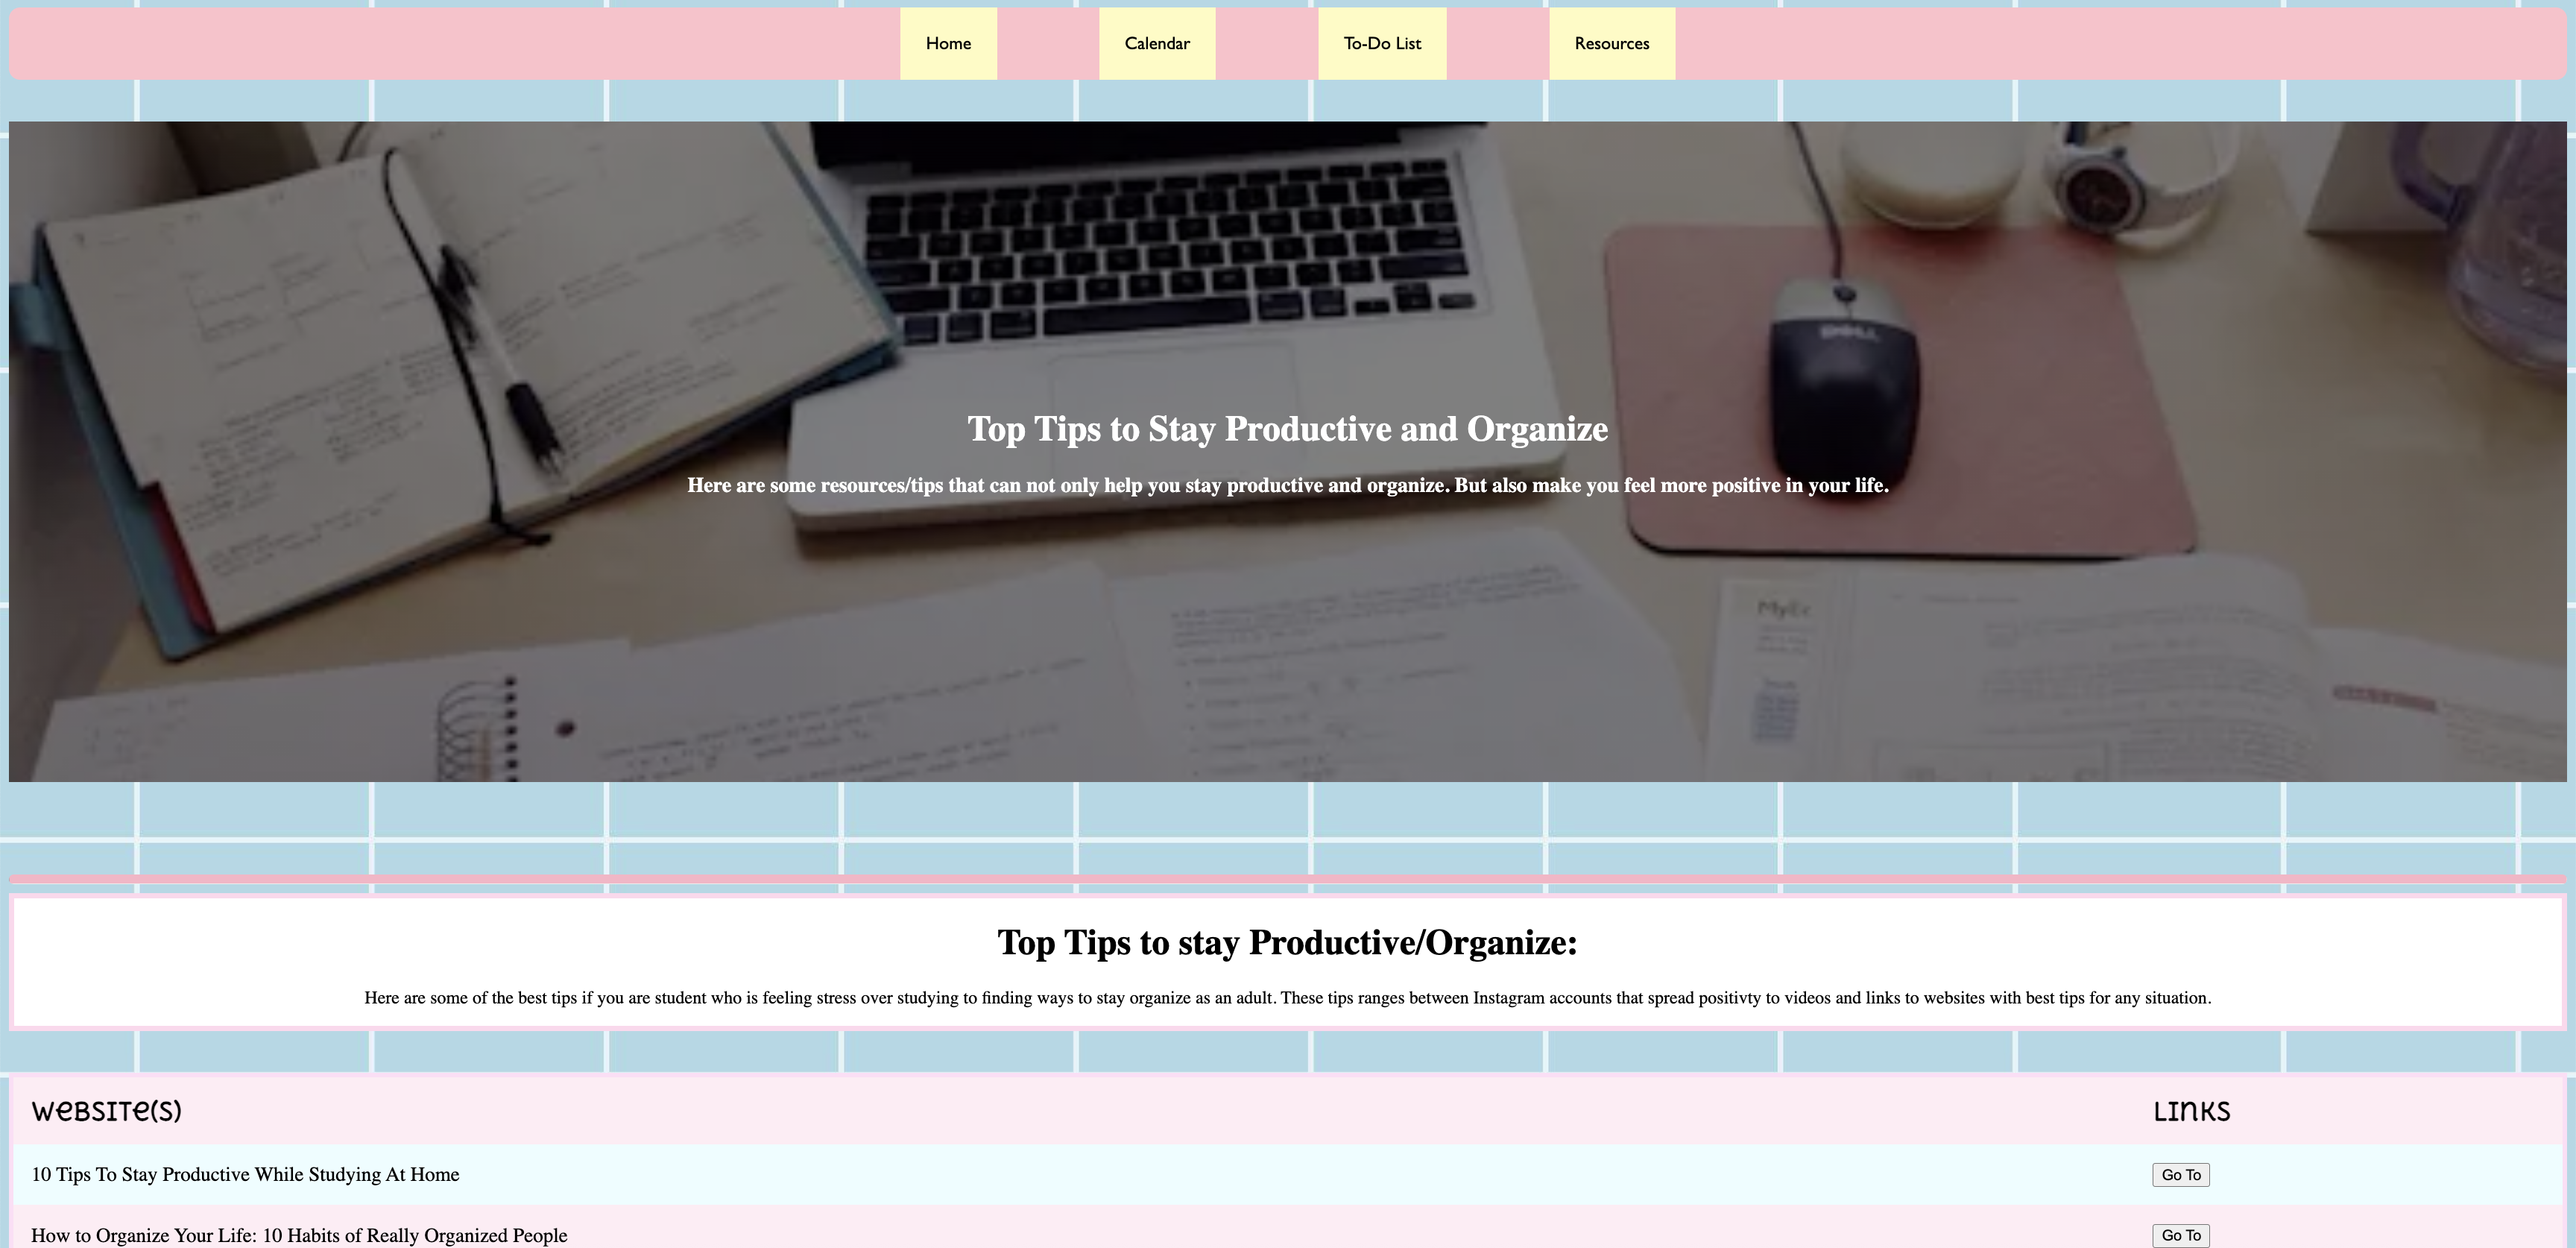 Home Calendar To-Do List Resources
DELL
Top Tips to Stay Productive and Organize
Here are some resources/tips that can not only help you stay productive and organize. But also make you feel more positive in your life.
Top Tips to stay Productive/Organize:
Here are some of the best tips if you are student who is feeling stress over studying to finding ways to stay organize as an adult. These tips ranges between Instagram accounts that spread positivty to videos and links to websites with best tips for any situation.
WeBSITe(S) LINKS
10 Tips To Stay Productive While Studying At Home Go To
How to Organize Your Life: 10 Habits of Really Organized People Go To